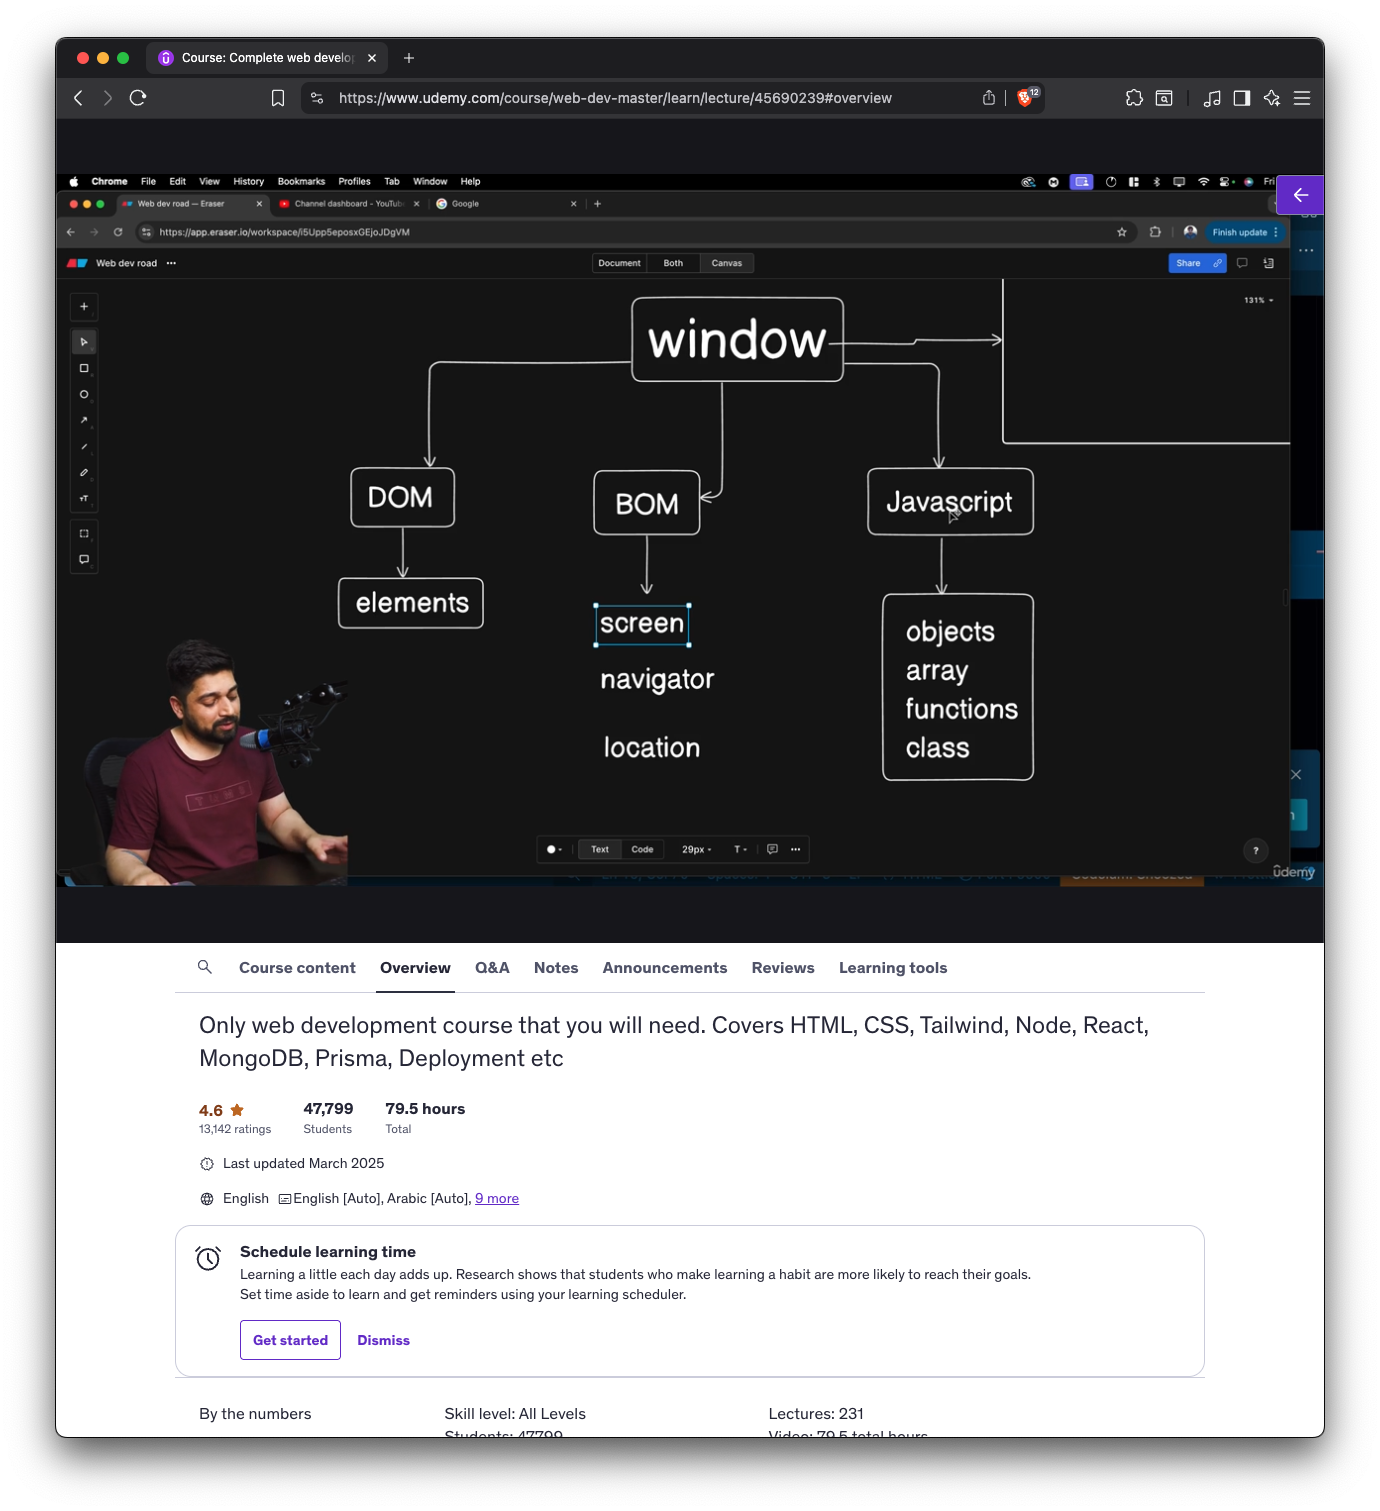 Course: Complete web develo
https://www.udemy.com/course/web-dev-master/learn/lecture/45690239#overview
12
Chrome File Edit View History Bookmarks Profiles Tab Window Help
Fri
Web dev road — Eraser
Channel dashboard - YouTub
Google
https://app.eraser.io/workspace/i5Upp5eposxGEjoJDgVM
Finish update
Web dev road
Document Both Canvas
Share
131%
window
DOM
BOM
Javascript
elements
screen
navigator
location
objects
array
functions
class
TUMI
Text Code 29px T
?
ûdemy
Course content Overview Q&A Notes Announcements Reviews Learning tools
Only web development course that you will need. Covers HTML, CSS, Tailwind, Node, React,
MongoDB, Prisma, Deployment etc
4.6 47,799 79.5 hours
13,142 ratings Students Total
Last updated March 2025
English English [Auto], Arabic [Auto], 9 more
Schedule learning time
Learning a little each day adds up. Research shows that students who make learning a habit are more likely to reach their goals.
Set time aside to learn and get reminders using your learning scheduler.
Get started Dismiss
By the numbers Skill level: All Levels Lectures: 231
Students: 47799 Video: 79.5 total hours